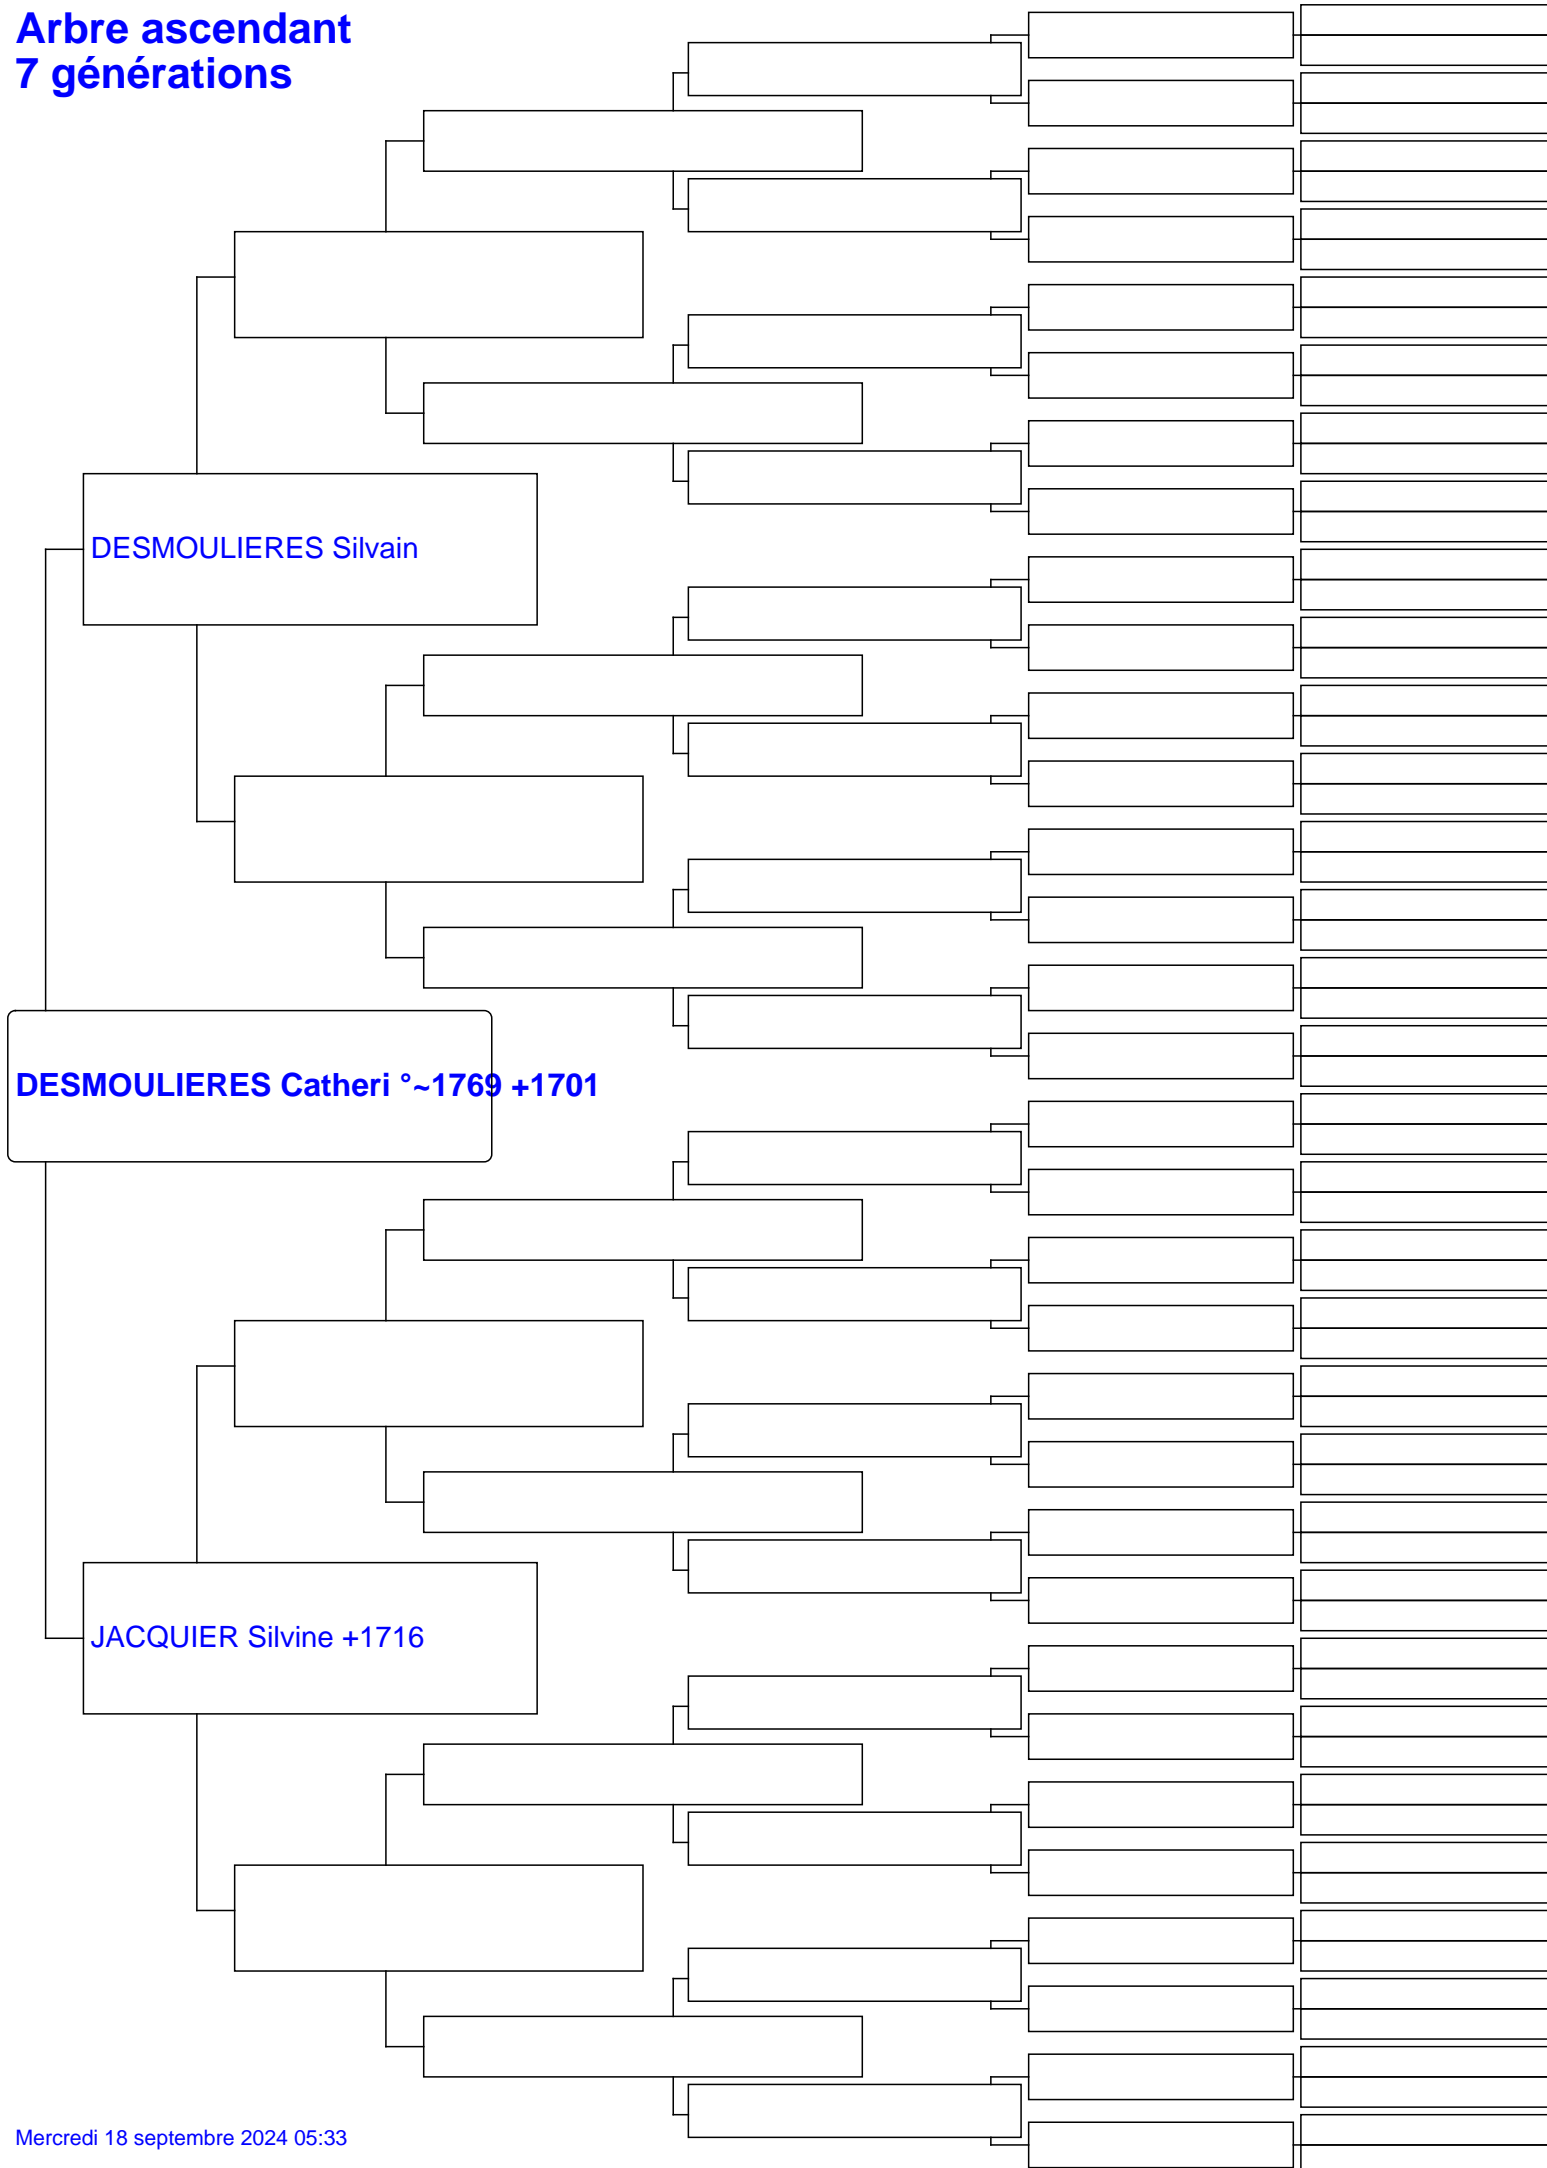 Arbre ascendant
7 générations
DESMOULIERES Silvain
DESMOULIERES Catheri °~1769 +1701
JACQUIER Silvine +1716
Mercredi 18 septembre 2024 05:33